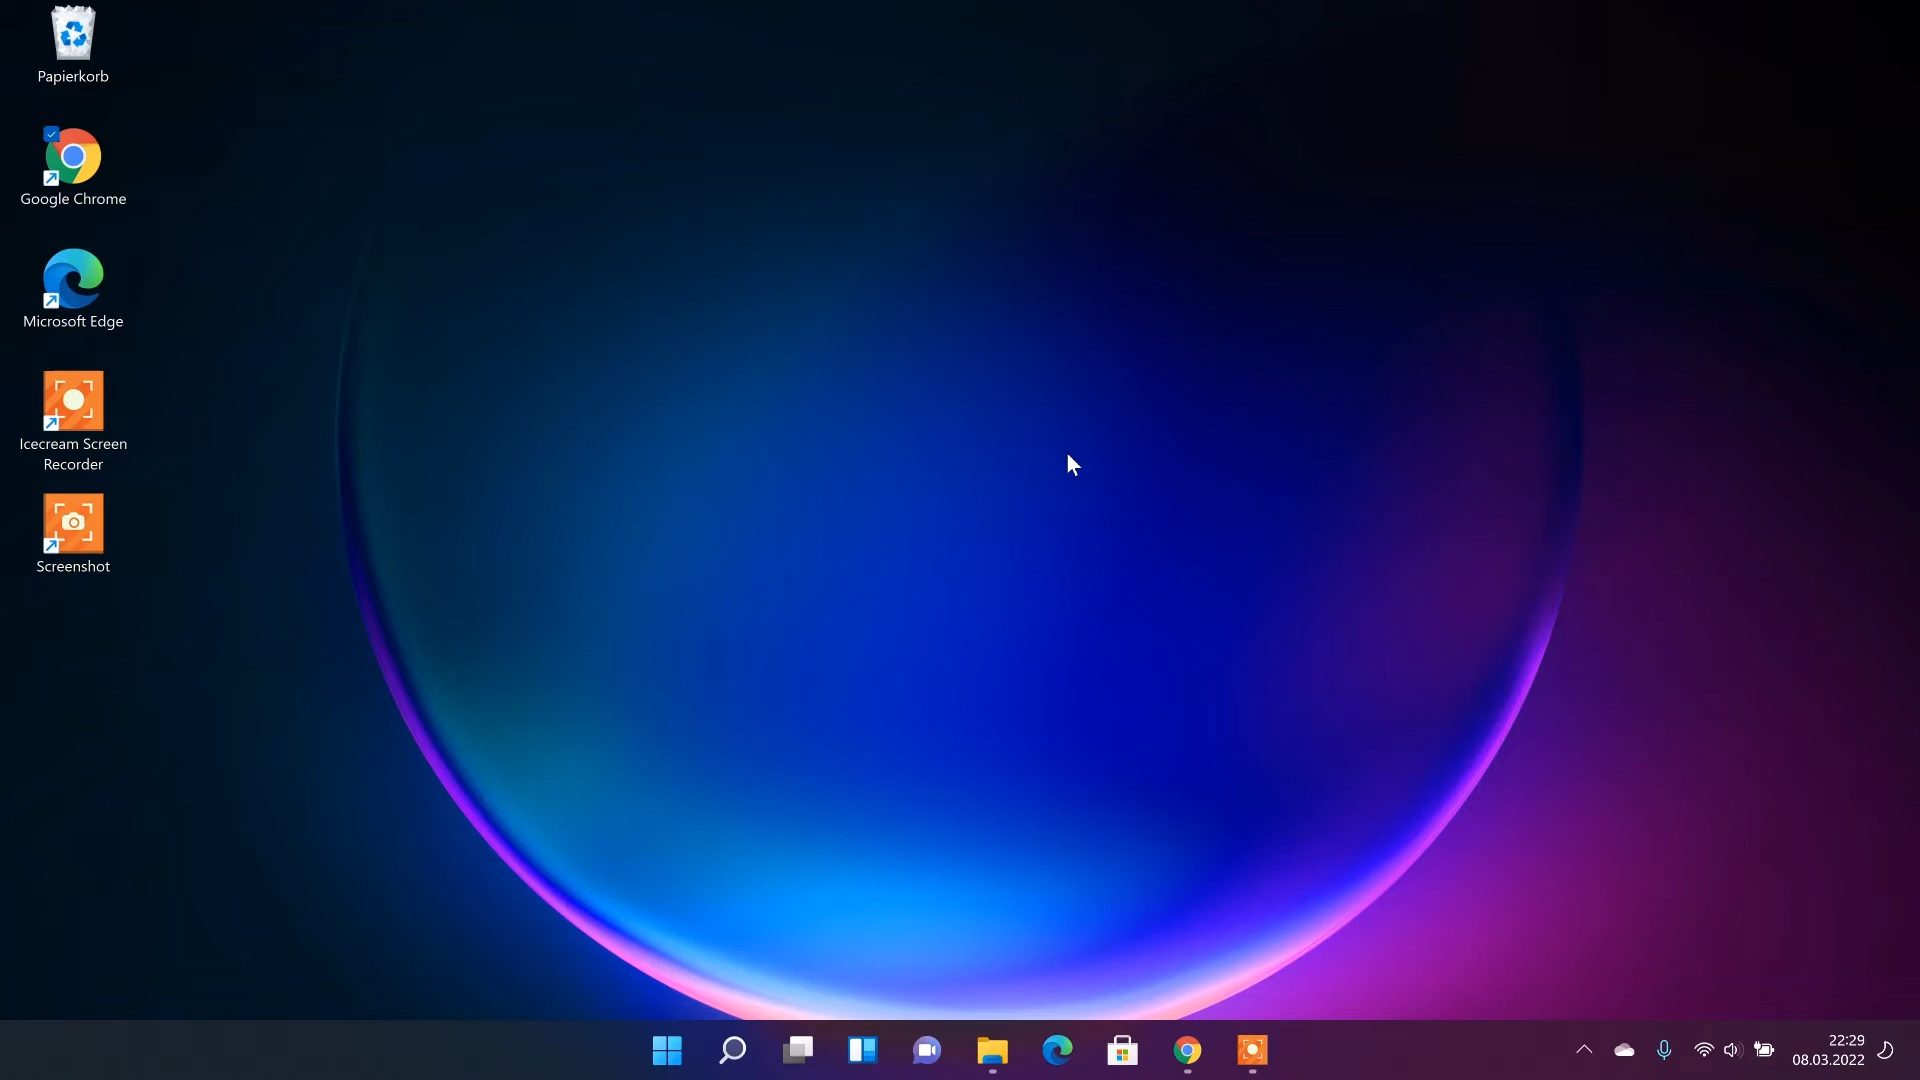 Papierkorb
Google Chrome
Microsoft Edge
Icecream Screen
Recorder
Screenshot
22:29
08.03.2022